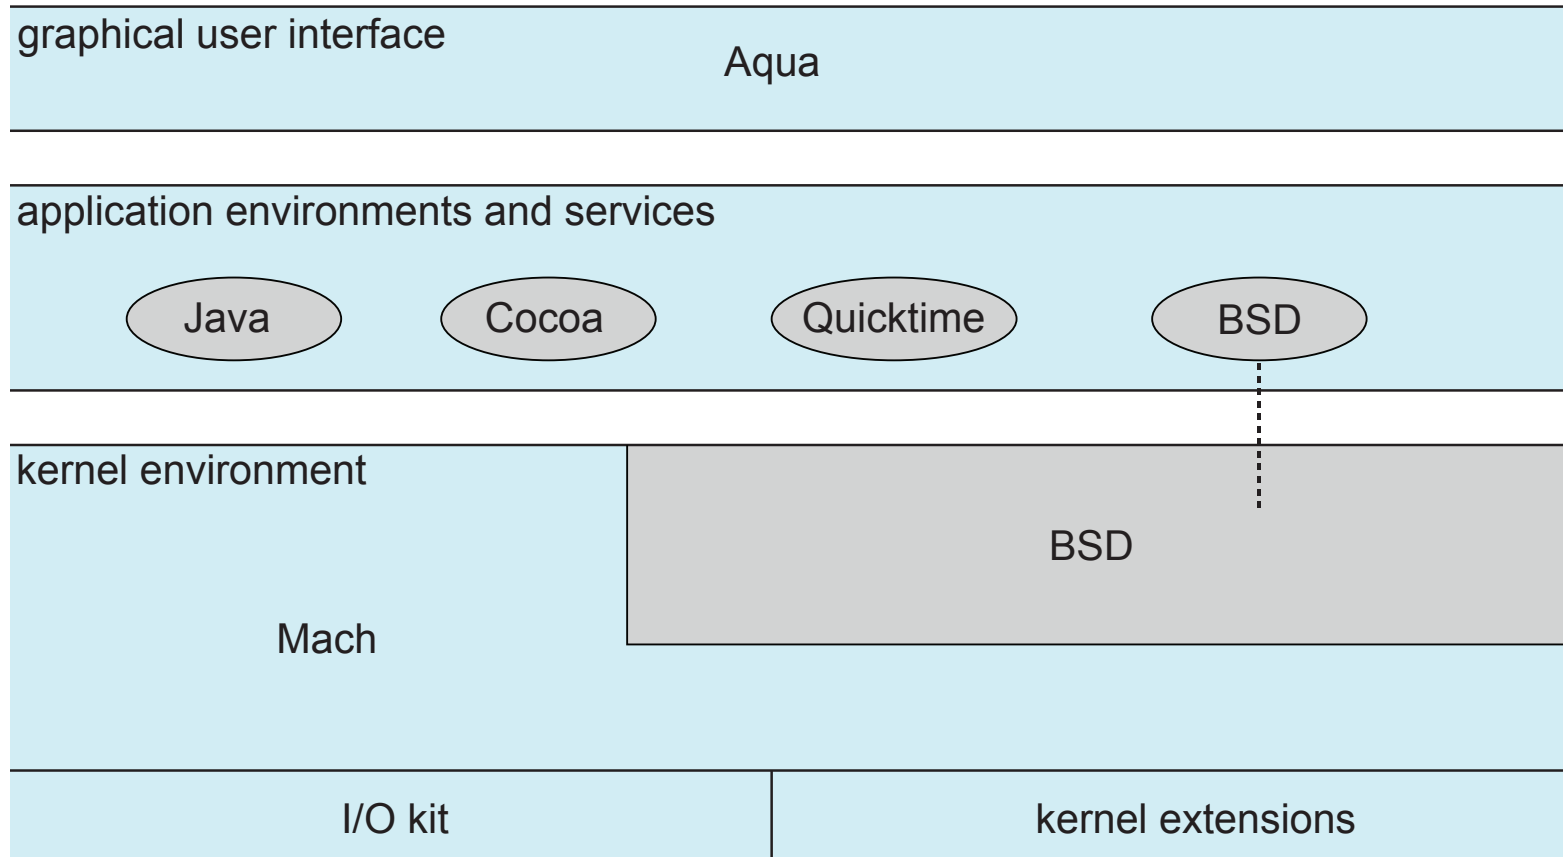 graphical user interface
Aqua
application environments and services
Java
Cocoa
Quicktime
BSD
kernel environment
BSD
Mach
I/O kit
kernel extensions